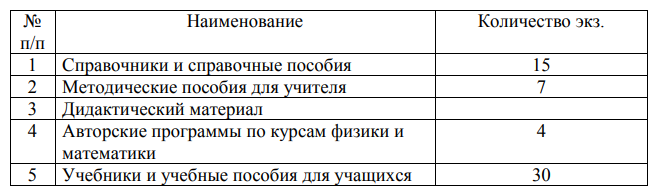 № п/п Наименование Количество экз.
1 Справочники и справочные пособия 15
2 Методические пособия для учителя 7
3 Дидактический материал
4 Авторские программы по курсам физики и 4
математики
5 Учебники и учебные пособия для учащихся 30